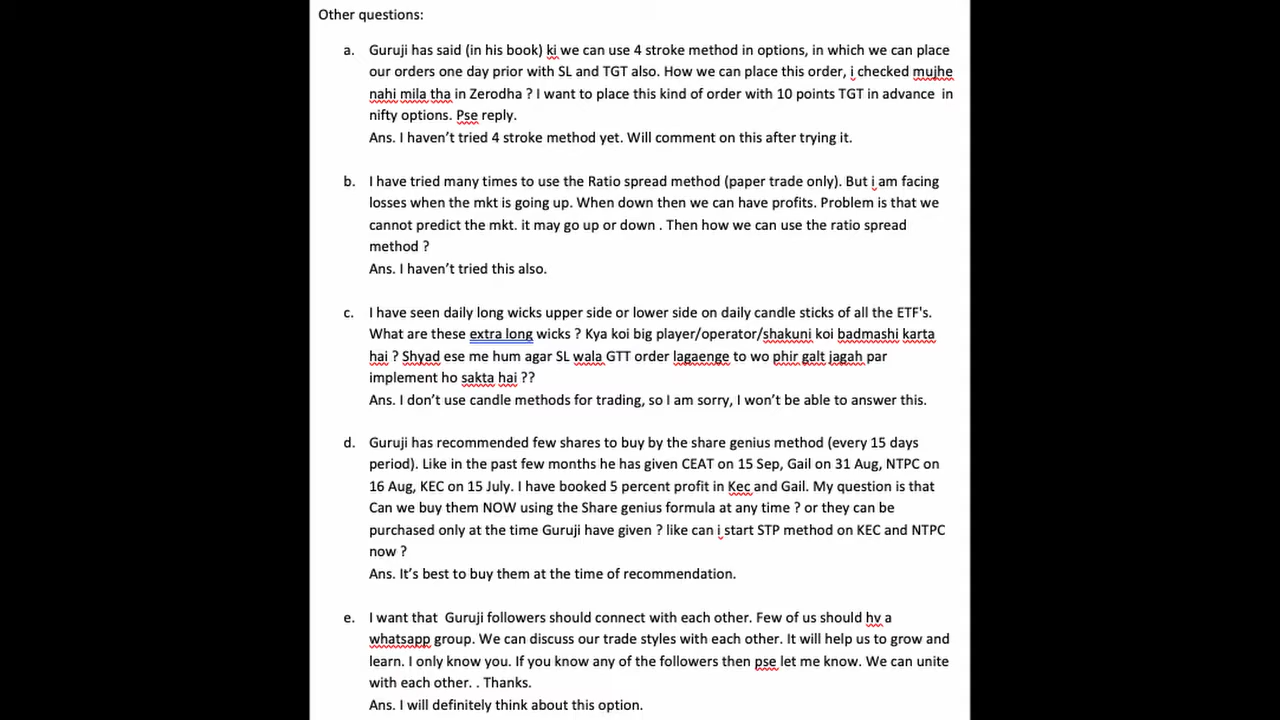 Other questions:
a. Guruji has said (in his book) ki we can use 4 stroke method in options, in which we can place
our orders one day prior with SL and TGT also. How we can place this order, i checked mujhe
nahi mila tha in Zerodha ? I want to place this kind of order with 10 points TGT in advance in
nifty options. Pse reply.
Ans. I haven't tried 4 stroke method yet. Will comment on this after trying it.
b. I have tried many times to use the Ratio spread method (paper trade only). But i am facing
losses when the mkt is going up. When down then we can have profits. Problem is that we
cannot predict the mkt. it may go up or down . Then how we can use the ratio spread
method ?
Ans. I haven't tried this also.
c. I have seen daily long wicks upper side or lower side on daily candle sticks of all the ETF's.
What are these extra long wicks ? Kya koi big player/operator/shakuni koi badmashi karta
hai ? Shyad ese me hum agar SL wala GTT order lagaenge to wo phir galt jagah par
implement ho sakta hai ??
Ans. I don't use candle methods for trading, so I am sorry, I won't be able to answer this.
d. Guruji has recommended few shares to buy by the share genius method (every 15 days
period). Like in the past few months he has given CEAT on 15 Sep, Gail on 31 Aug, NTPC on
16 Aug, KEC on 15 July. I have booked 5 percent profit in Kec and Gail. My question is that
Can we buy them NOW using the Share genius formula at any time ? or they can be
purchased only at the time Guruji have given ? like can i start STP method on KEC and NTPC
now ?
Ans. It's best to buy them at the time of recommendation.
e. I want that Guruji followers should connect with each other. Few of us should hv a
whatsapp group. We can discuss our trade styles with each other. It will help us to grow and
learn. I only know you. If you know any of the followers then pse let me know. We can unite
with each other. . Thanks.
Ans. I will definitely think about this option.